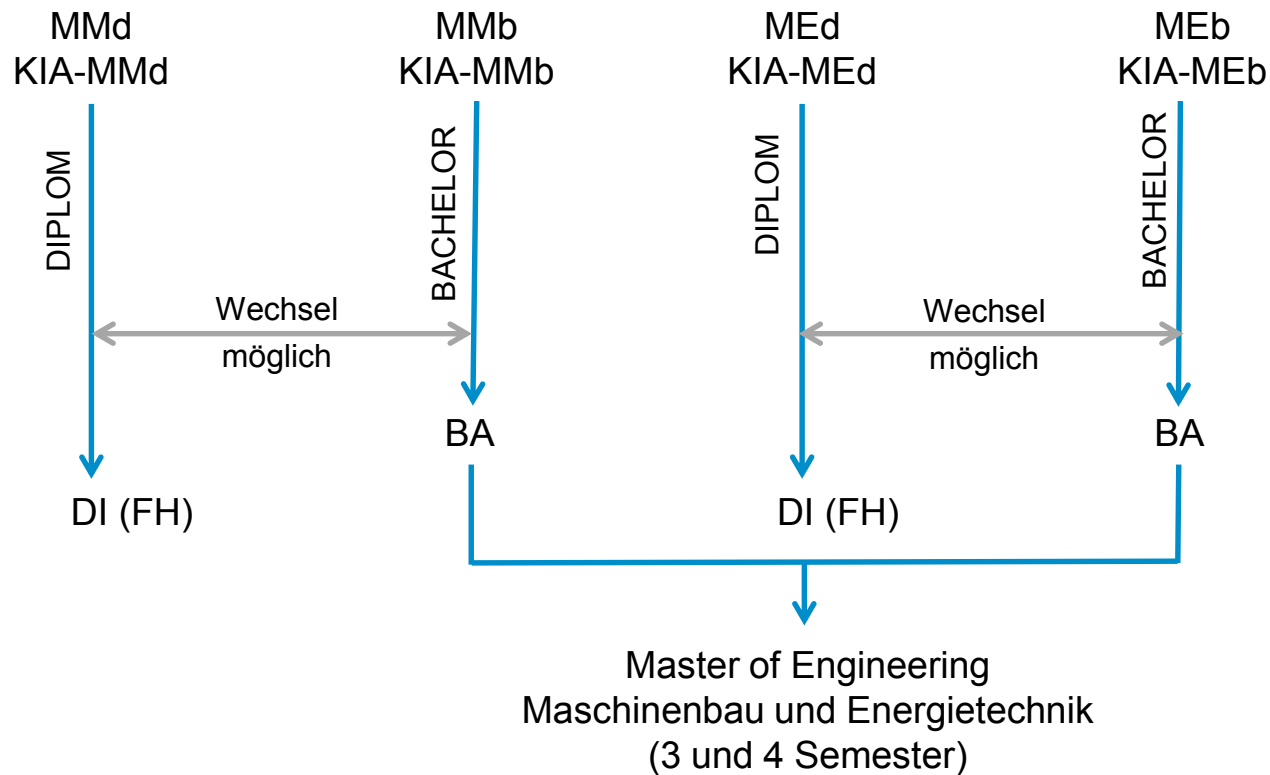 MMd
KIA-MMd
MMb
KIA-MMb
MEd
KIA-MEd
MEb
KIA-MEb
DIPLOM
BACHELOR
DIPLOM
BACHELOR
Wechsel
möglich
Wechsel
möglich
BA
BA
DI (FH)
DI (FH)
Master of Engineering
Maschinenbau und Energietechnik
(3 und 4 Semester)